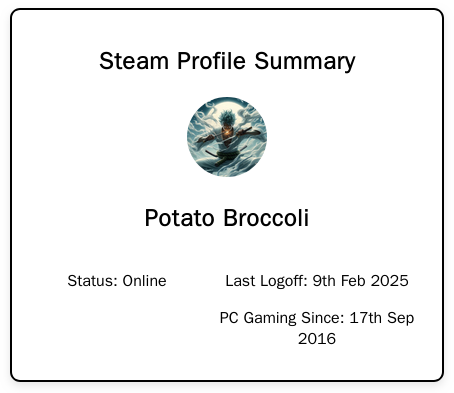 Steam Profile Summary
Potato Broccoli
Status: Online
Last Logoff: 9th Feb 2025
PC Gaming Since: 17th Sep
2016